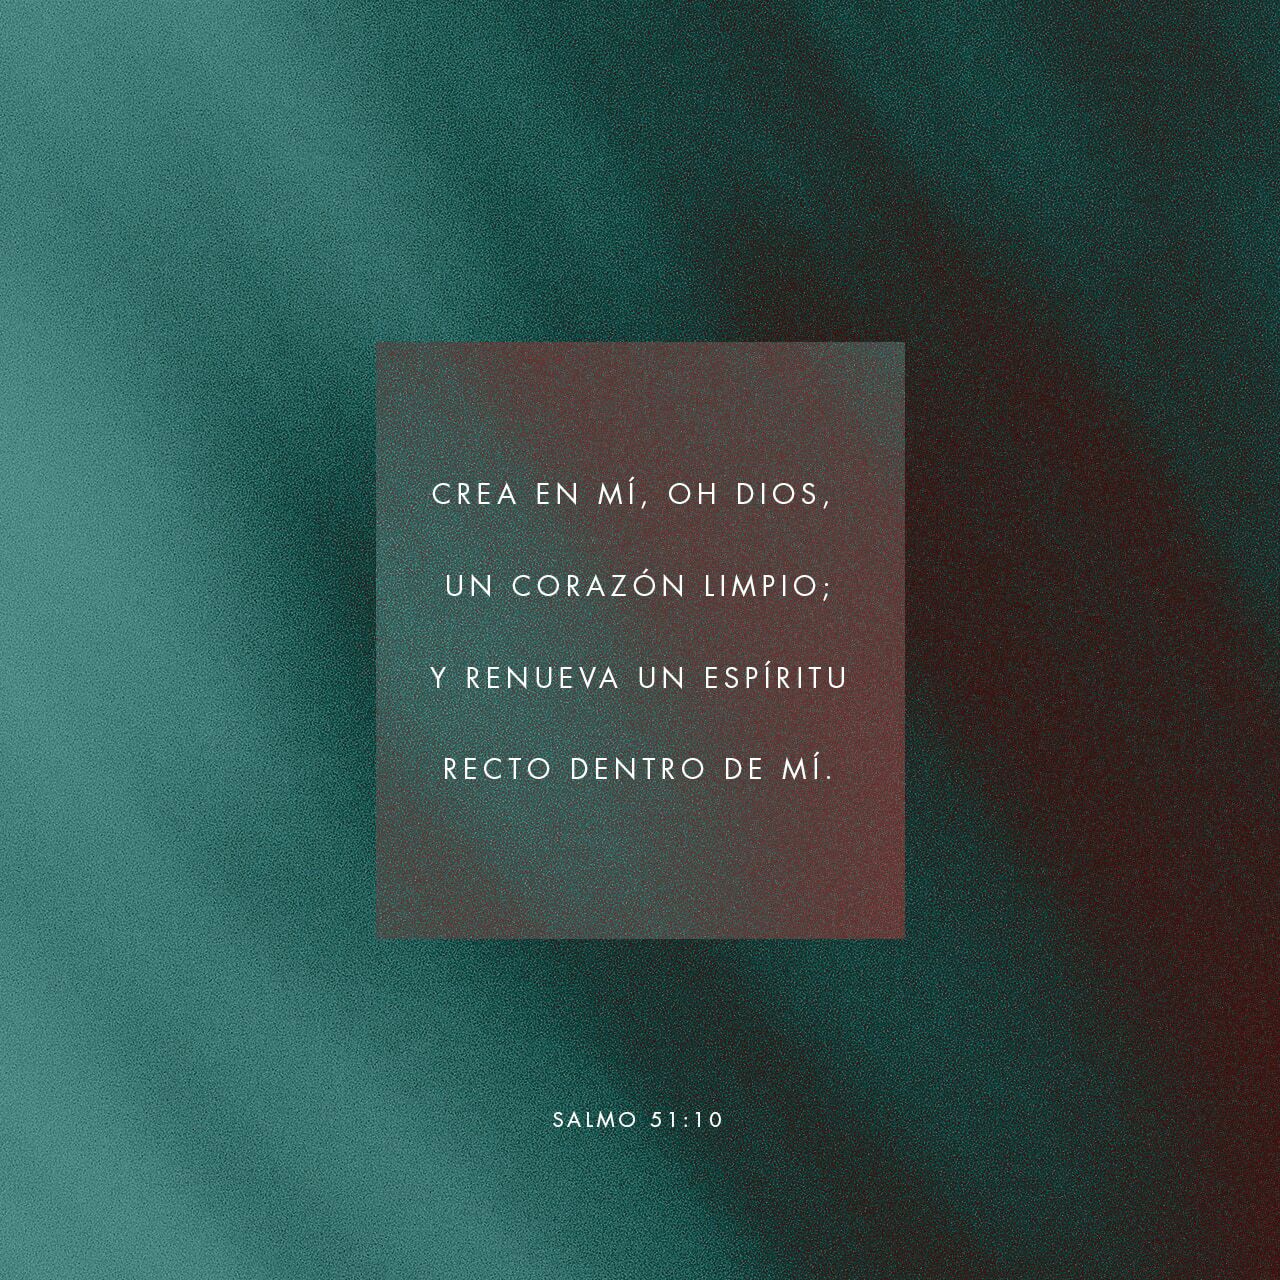 CREA EN MÍ, OH DIOS,
UN CORAZÓN LIMPIO;
Y RENUEVA UN ESPÍRITU
RECTO DENTRO DE MÍ.
SALMO 51:10